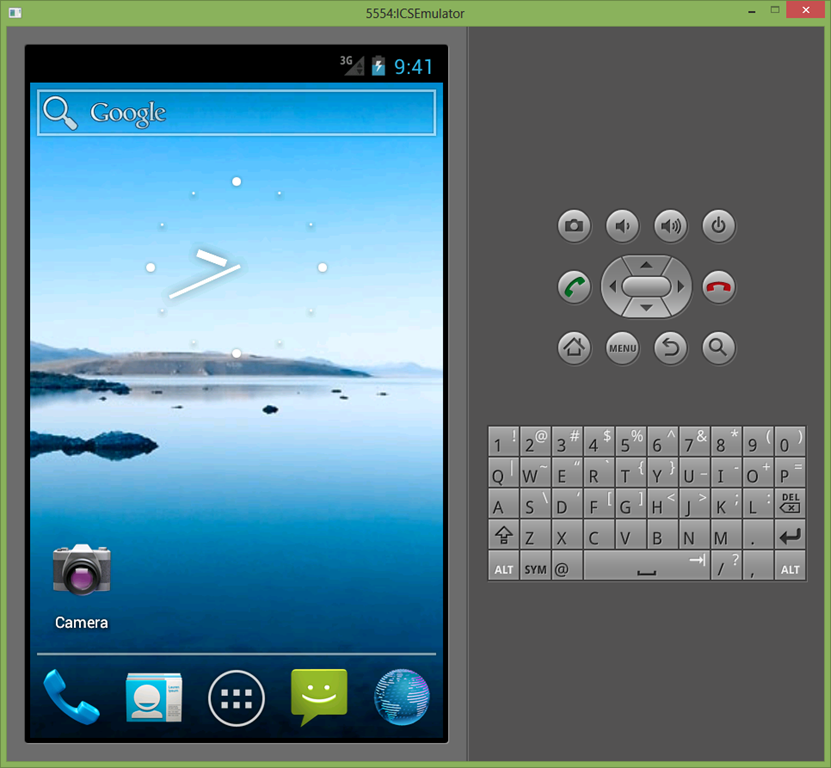 5554:ICSEmulator
3G 9:41
Google
Camera
MENU
1 ! 2 @ 3 # 4 $ 5 % 6 ^ 7 & 8 * 9 ( 0 )
Q | W ~ E “ R ` T { Y } U _ I - O + P =
A S \ D ‘ F [ G ] H < J > K ; L : DEL
Z X C V B N M .
ALT SYM @ / ? , ALT